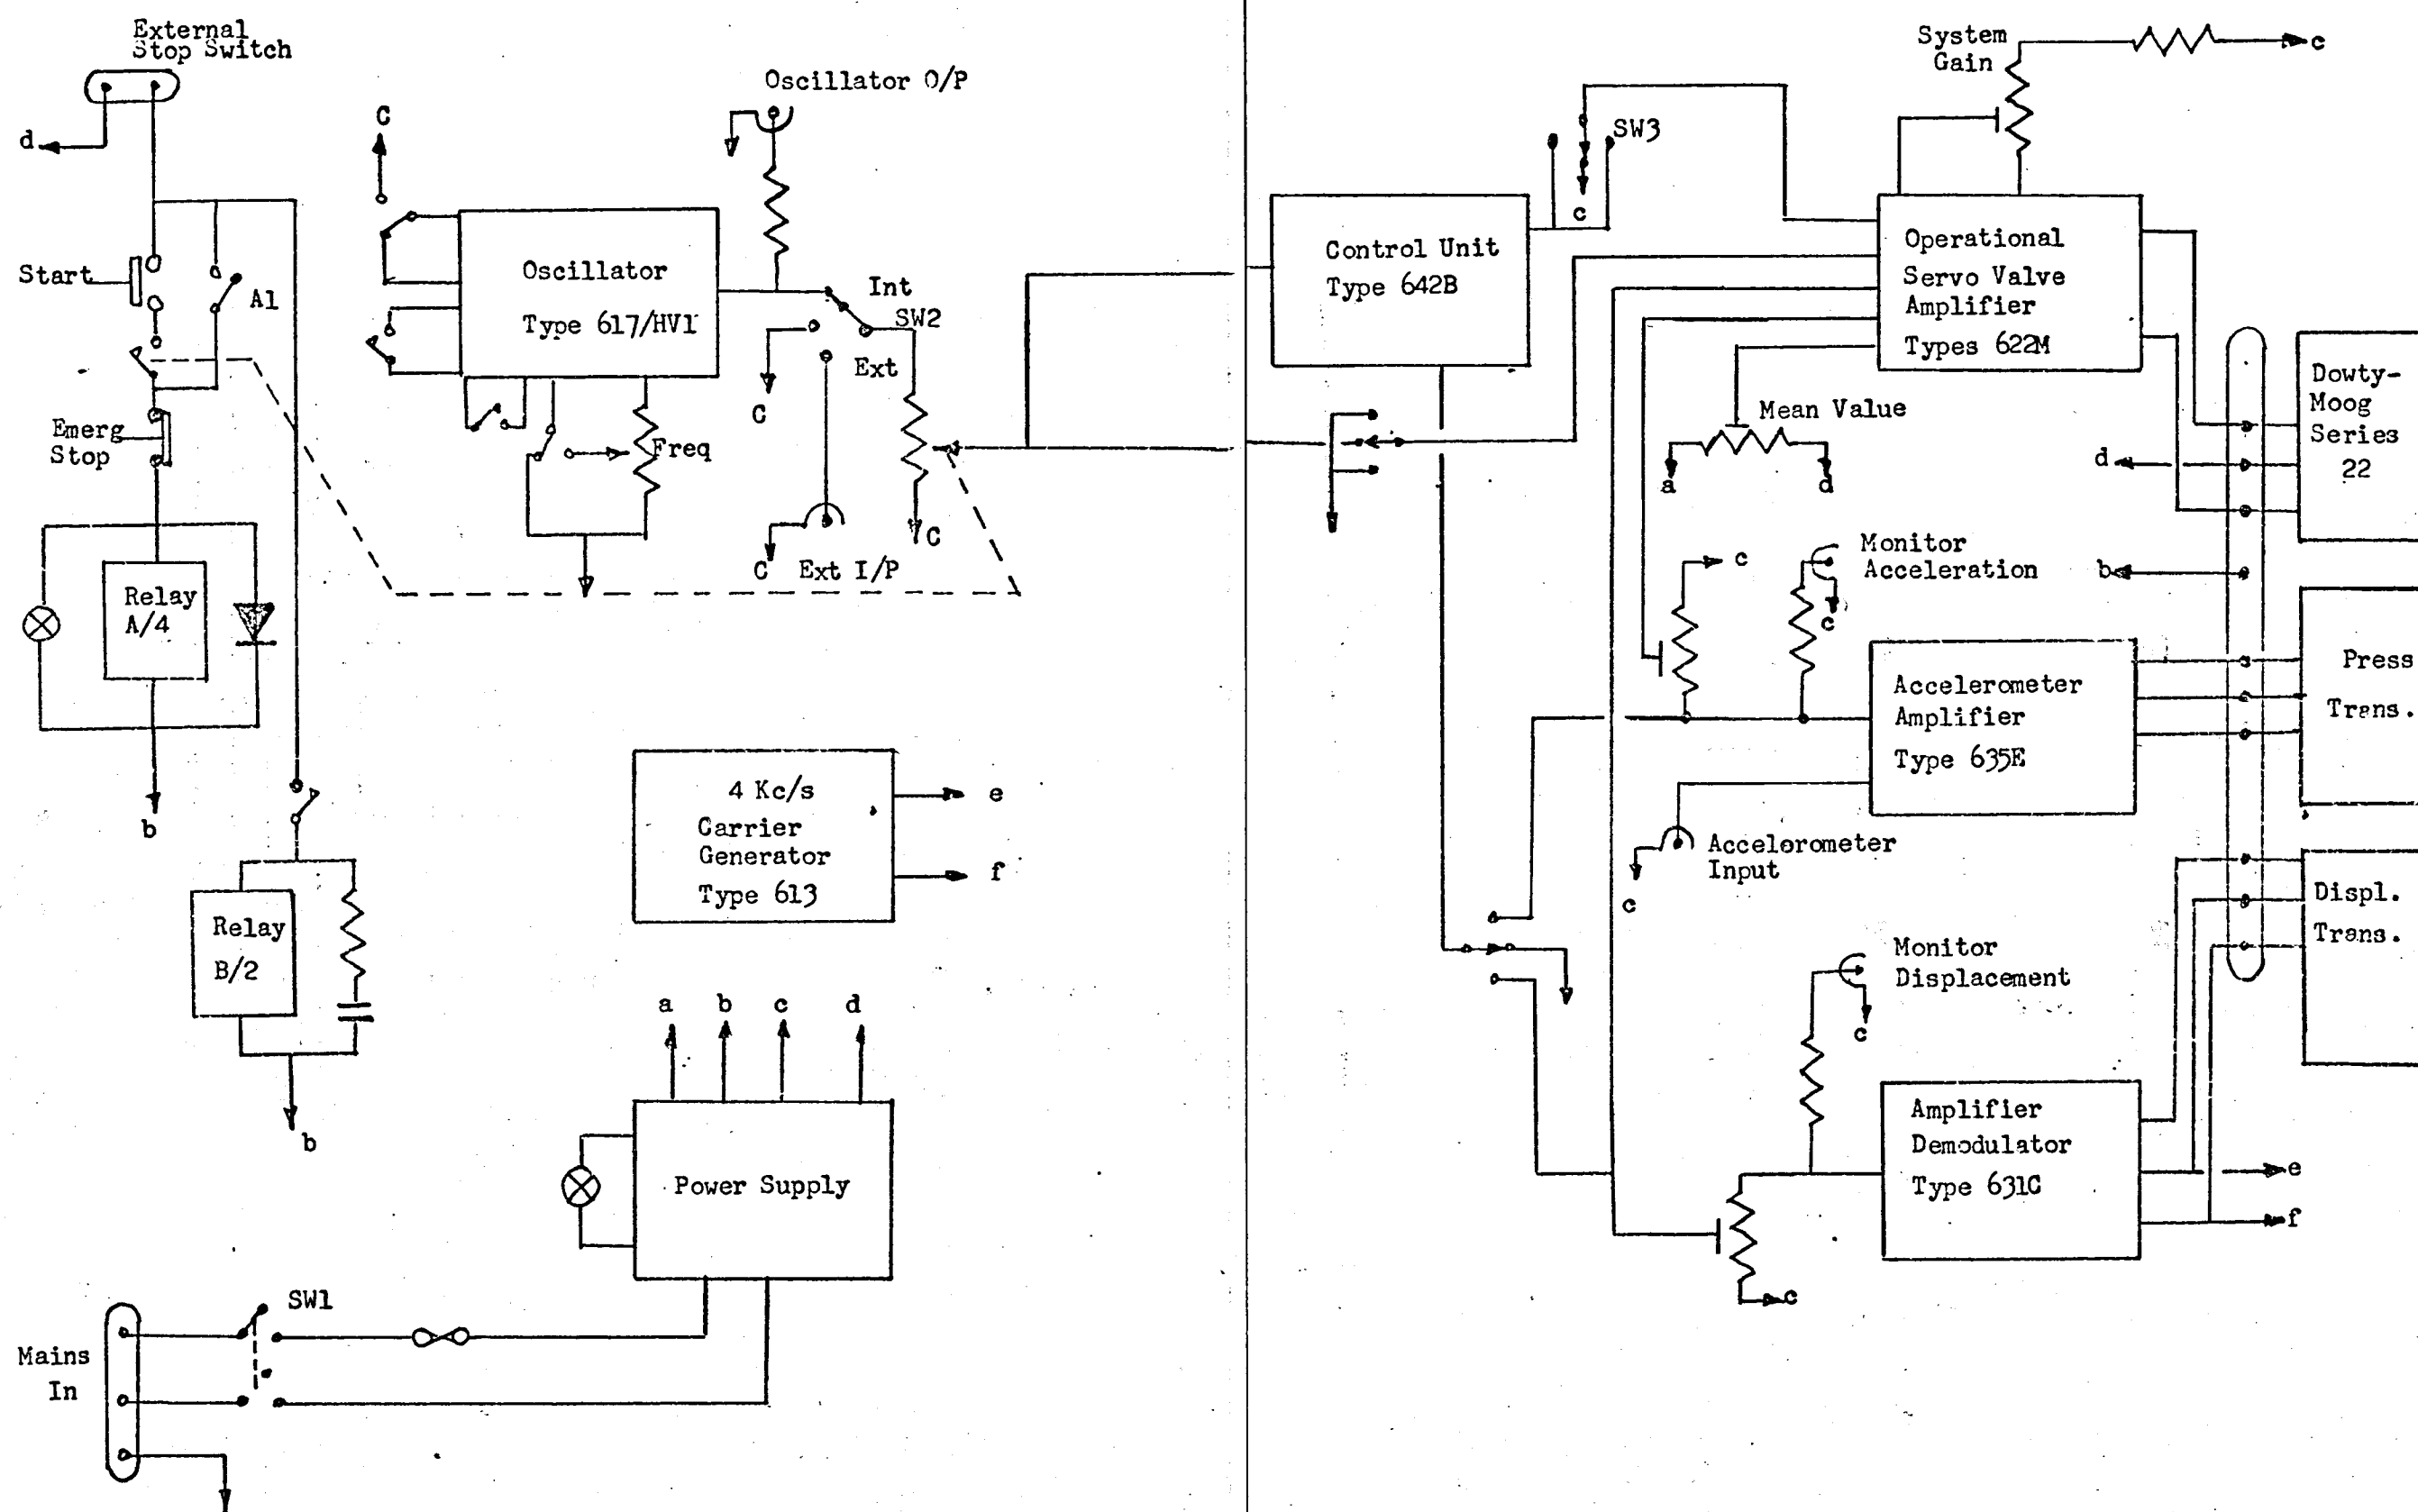 External
Stop Switch
d
Start
A1
Emerg
Stop
Relay
A/4
b
Relay
B/2
b
C
Oscillator
Type 617/HV1
Oscillator O/P
Int
SW2
Ext
C
Freq
C
C
Ext I/P
4 Kc/s
Carrier
Generator
Type 613
e
f
a
b
c
d
Power Supply
SW1
Mains
In
Control Unit
Type 642B
SW3
c
System
Gain
c
Operational
Servo Valve
Amplifier
Types 622M
Mean Value
a
d
Dowty-
Moog
Series
22
d
b
c
Monitor
Acceleration
c
Accelerometer
Amplifier
Type 635E
Press
Trans.
Accelorometer
Input
c
Displ.
Trans.
Monitor
Displacement
c
Amplifier
Demodulator
Type 631C
e
f
c